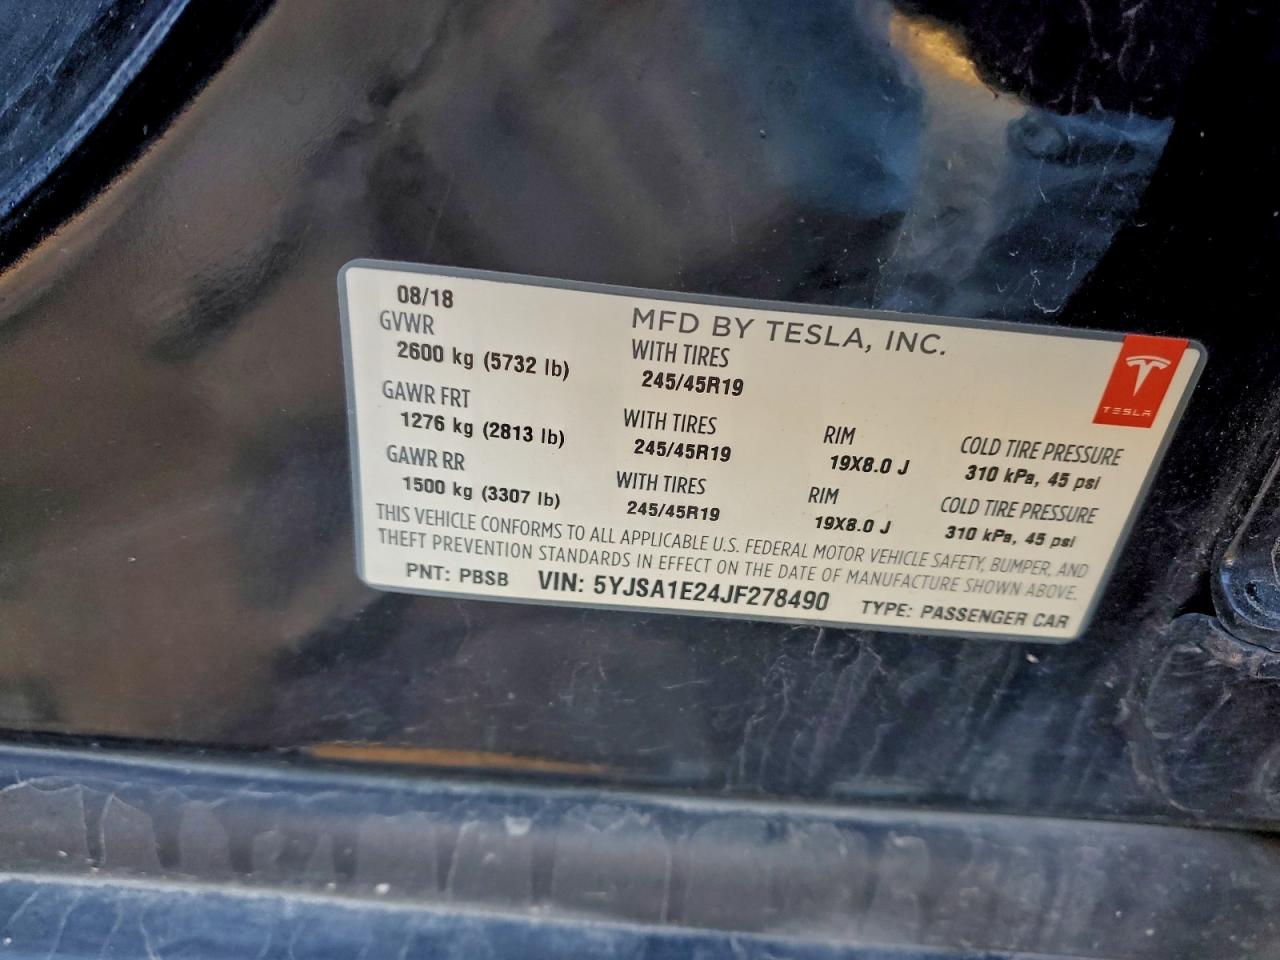 08/18
MFD BY TESLA, INC.
GVWR
2600 kg (5732 lb)
WITH TIRES
245/45R19
TESLA
GAWR FRT
1276 kg (2813 lb)
WITH TIRES
245/45R19
RIM
19X8.0 J
COLD TIRE PRESSURE
310 kPa, 45 psi
GAWR RR
1500 kg (3307 lb)
WITH TIRES
245/45R19
RIM
19X8.0 J
COLD TIRE PRESSURE
310 kPa, 45 psi
THIS VEHICLE CONFORMS TO ALL APPLICABLE U.S. FEDERAL MOTOR VEHICLE SAFETY, BUMPER, AND
THEFT PREVENTION STANDARDS IN EFFECT ON THE DATE OF MANUFACTURE SHOWN ABOVE.
PNT: PBSB VIN: 5YJSA1E24JF278490 TYPE: PASSENGER CAR